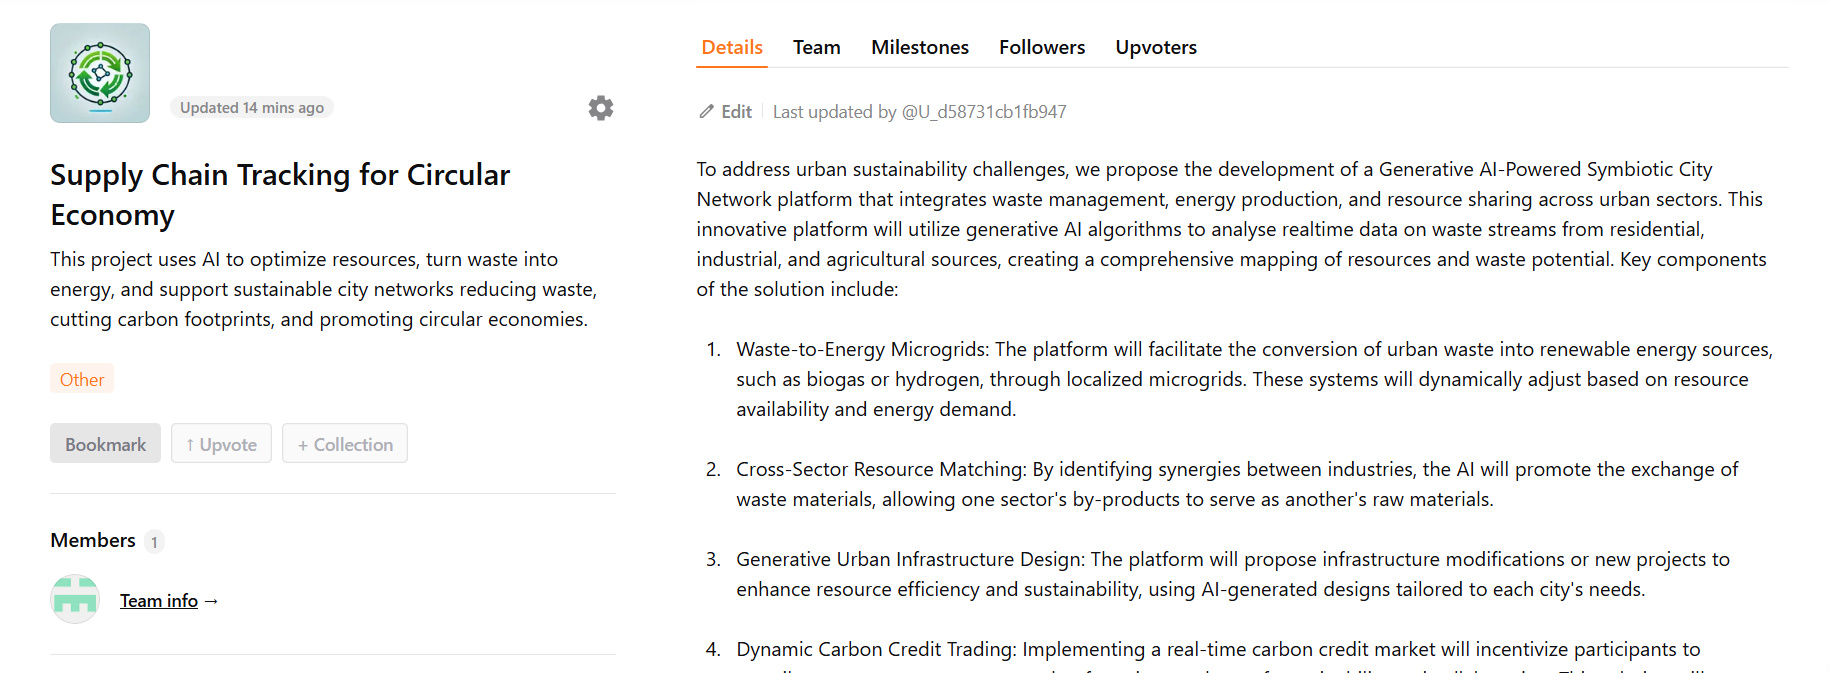 Updated 14 mins ago
Supply Chain Tracking for Circular
Economy
This project uses AI to optimize resources, turn waste into
energy, and support sustainable city networks reducing waste,
cutting carbon footprints, and promoting circular economies.
Other
Bookmark
↑ Upvote
+ Collection
Members 1
Team info →
Details Team Milestones Followers Upvoters
Edit Last updated by @U_d58731cb1fb947
To address urban sustainability challenges, we propose the development of a Generative AI-Powered Symbiotic City
Network platform that integrates waste management, energy production, and resource sharing across urban sectors. This
innovative platform will utilize generative AI algorithms to analyse realtime data on waste streams from residential,
industrial, and agricultural sources, creating a comprehensive mapping of resources and waste potential. Key components
of the solution include:
1. Waste-to-Energy Microgrids: The platform will facilitate the conversion of urban waste into renewable energy sources,
such as biogas or hydrogen, through localized microgrids. These systems will dynamically adjust based on resource
availability and energy demand.
2. Cross-Sector Resource Matching: By identifying synergies between industries, the AI will promote the exchange of
waste materials, allowing one sector's by-products to serve as another's raw materials.
3. Generative Urban Infrastructure Design: The platform will propose infrastructure modifications or new projects to
enhance resource efficiency and sustainability, using AI-generated designs tailored to each city's needs.
4. Dynamic Carbon Credit Trading: Implementing a real-time carbon credit market will incentivize participants to